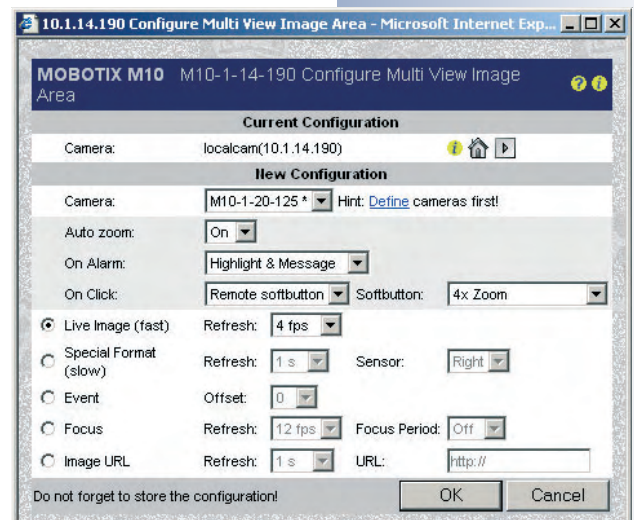 10.1.14.190 Configure Multi View Image Area - Microsoft Internet Exp...
MOBOTIX M10 M10-1-14-190 Configure Multi View Image
Area
Current Configuration
Camera: localcam(10.1.14.190)
New Configuration
Camera: M10-1-20-125 * Hint: Define cameras first!
Auto zoom: On
On Alarm: Highlight & Message
On Click: Remote softbutton Softbutton: 4x Zoom
Live Image (fast) Refresh: 4 fps
Special Format
(slow) Refresh: 1 s Sensor: Right
Event Offset: 0
Focus Refresh: 12 fps Focus Period: Off
Image URL Refresh: 1 s URL: http://
Do not forget to store the configuration! OK Cancel